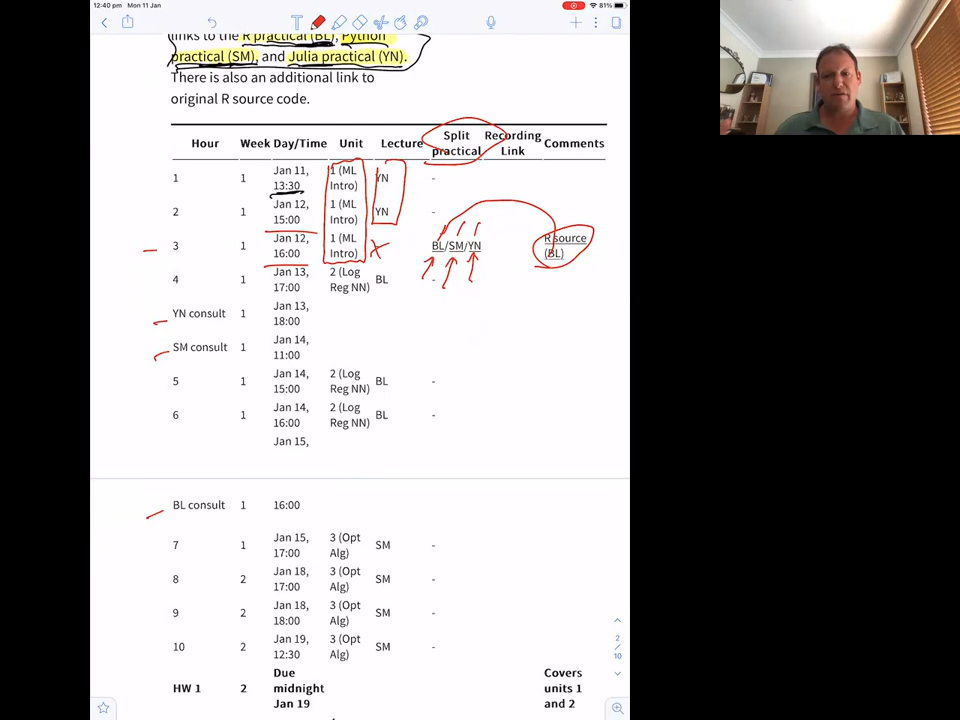 12:40 pm Mon 11 Jan
81%
links to the R practical (BL), Python
practical (SM), and Julia practical (YN).
There is also an additional link to
original R source code.
Hour Week Day/Time Unit Lecture Split practical Recording Link Comments
1 1 Jan 11, 13:30 1 (ML Intro) YN -
2 1 Jan 12, 15:00 1 (ML Intro) YN -
3 1 Jan 12, 16:00 1 (ML Intro) BL/SM/YN R source (BL)
4 1 Jan 13, 17:00 2 (Log Reg NN) BL -
YN consult 1 Jan 13, 18:00
SM consult 1 Jan 14, 11:00
5 1 Jan 14, 15:00 2 (Log Reg NN) BL -
6 1 Jan 14, 16:00 2 (Log Reg NN) BL -
Jan 15,
BL consult 1 16:00
7 1 Jan 15, 17:00 3 (Opt Alg) SM -
8 2 Jan 18, 17:00 3 (Opt Alg) SM -
9 2 Jan 18, 18:00 3 (Opt Alg) SM -
10 2 Jan 19, 12:30 3 (Opt Alg) SM -
HW 1 2 Due midnight Jan 19 Covers units 1 and 2
2
/
10